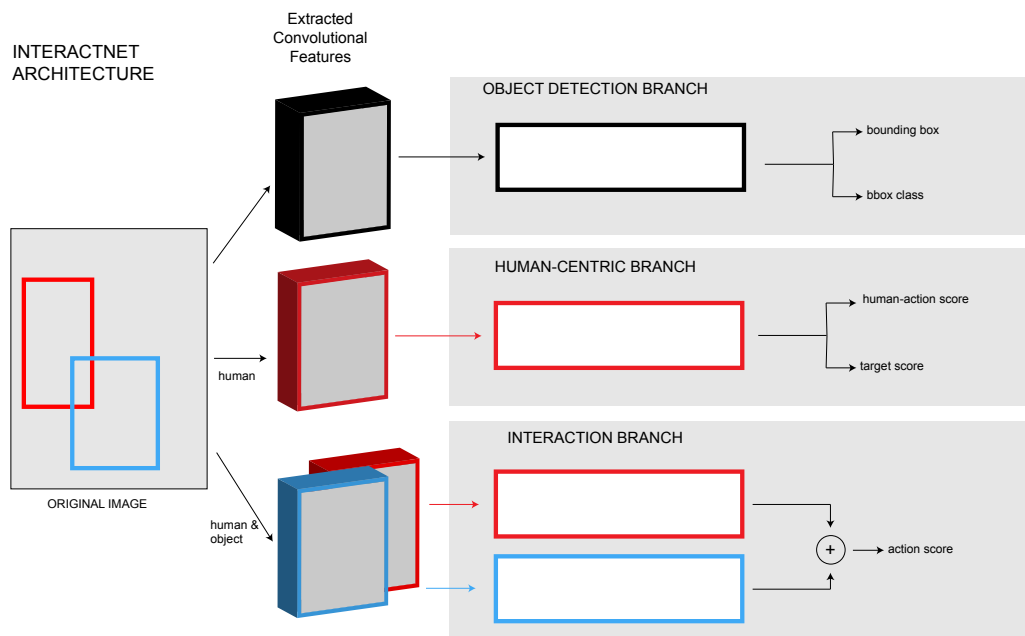 INTERACTNET
ARCHITECTURE
Extracted
Convolutional
Features
OBJECT DETECTION BRANCH
bounding box
bbox class
HUMAN-CENTRIC BRANCH
human-action score
target score
human
INTERACTION BRANCH
ORIGINAL IMAGE
human &
object
+
action score